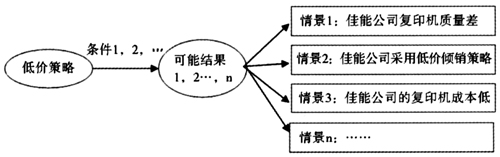 低价策略
条件1，2，…
可能结果
1，2…，n
情景1：佳能公司复印机质量差
情景2：佳能公司采用低价倾销策略
情景3：佳能公司的复印机成本低
情景n：……